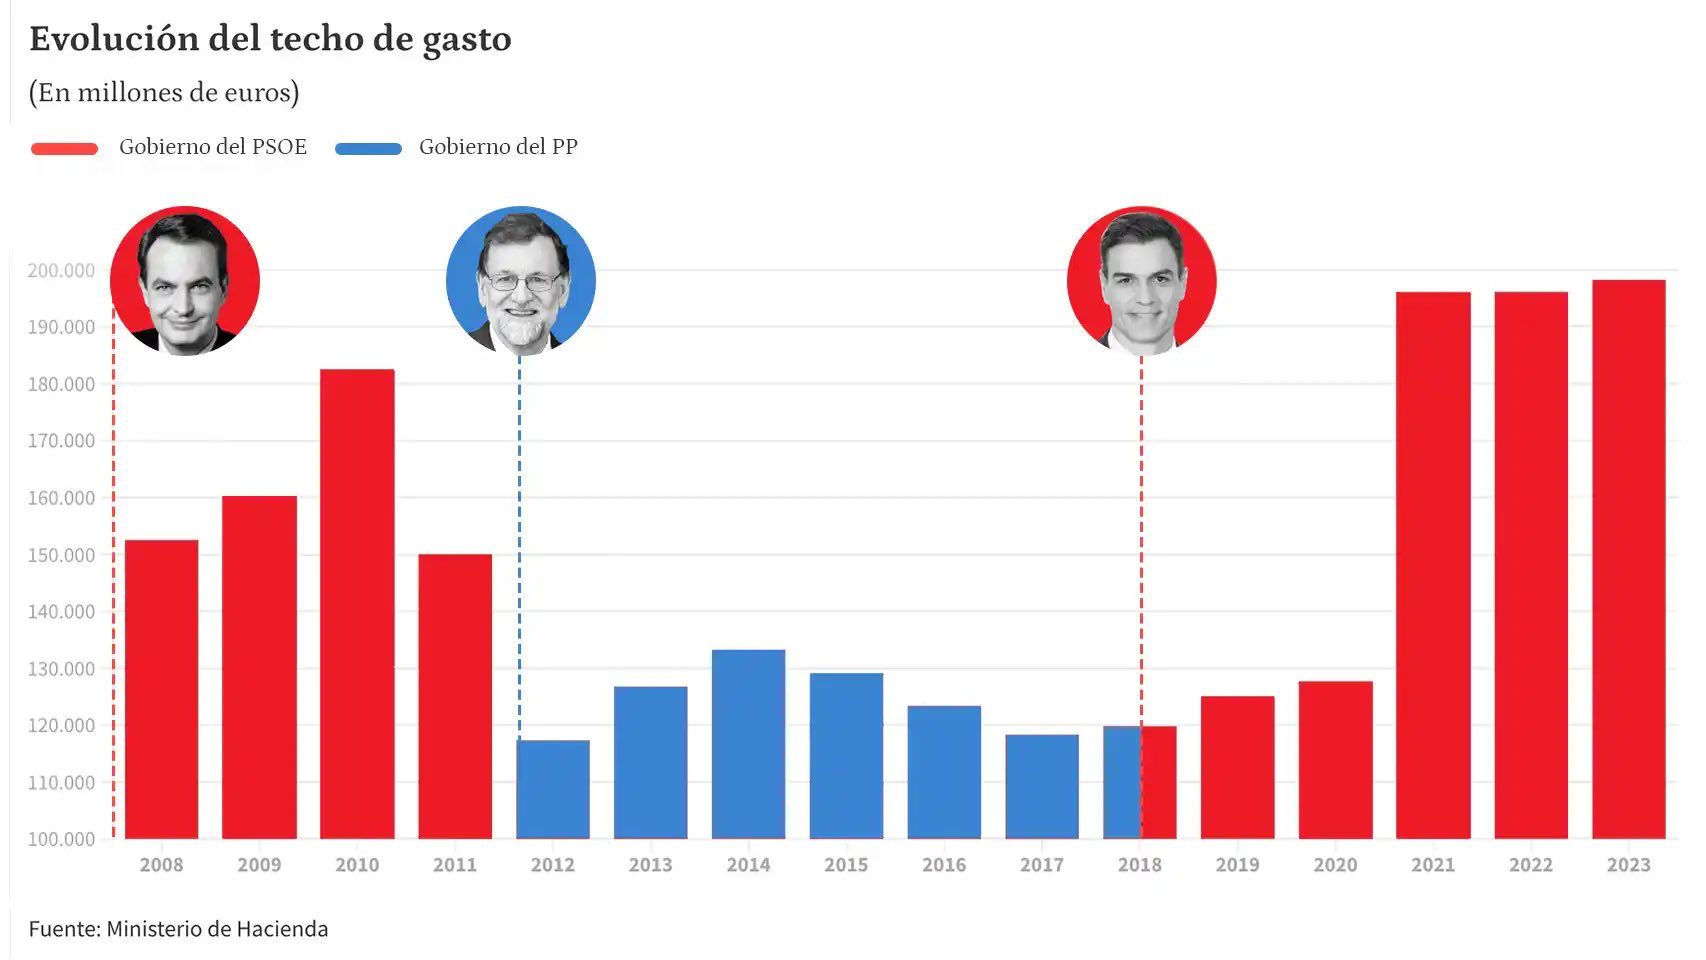 Evolución del techo de gasto
(En millones de euros)
Gobierno del PSOE Gobierno del PP
200.000
190.000
180.000
170.000
160.000
150.000
140.000
130.000
120.000
110.000
100.000
2008 2009 2010 2011 2012 2013 2014 2015 2016 2017 2018 2019 2020 2021 2022 2023
Fuente: Ministerio de Hacienda